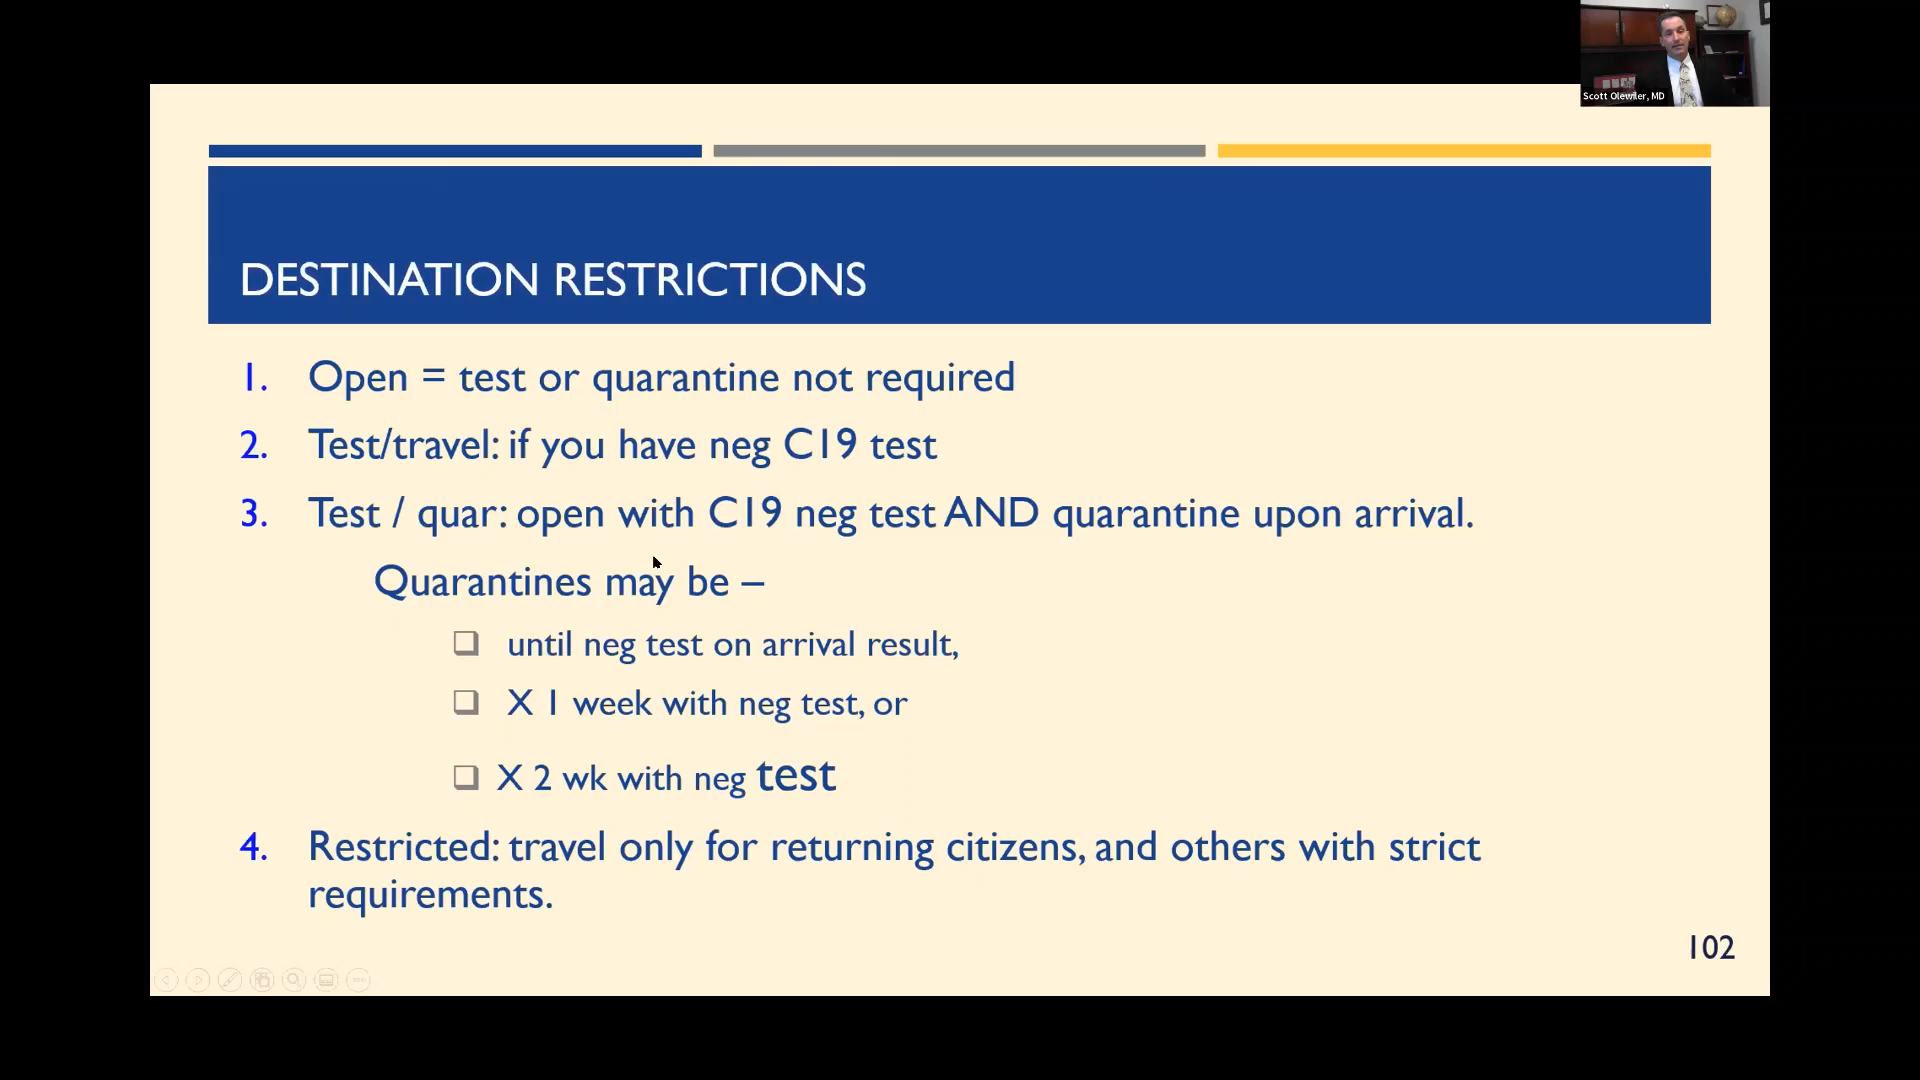 Scott Olewiler, MD
DESTINATION RESTRICTIONS
1. Open = test or quarantine not required
2. Test/travel: if you have neg C19 test
3. Test / quar: open with C19 neg test AND quarantine upon arrival.
Quarantines may be –
❑ until neg test on arrival result,
❑ X 1 week with neg test, or
❑ X 2 wk with neg test
4. Restricted: travel only for returning citizens, and others with strict
requirements.
102